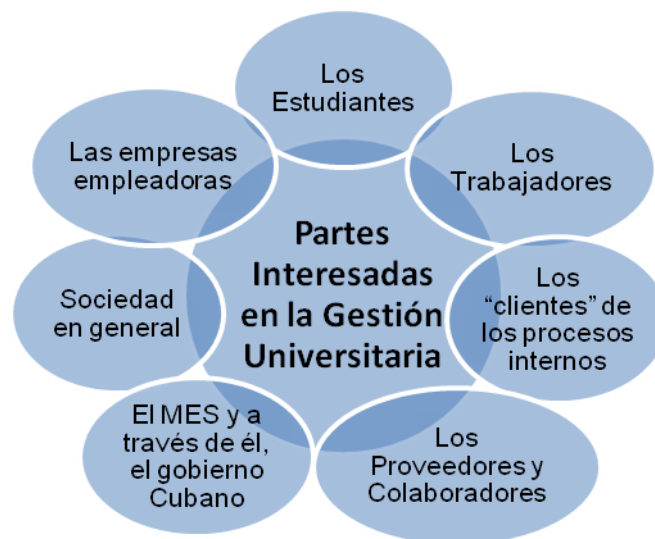 Los
Estudiantes
Las empresas
empleadoras
Los
Trabajadores
Partes
Interesadas
en la Gestión
Universitaria
Sociedad
en general
Los
“clientes” de
los procesos
internos
El MES y a
través de él,
el gobierno
Cubano
Los
Proveedores y
Colaboradores